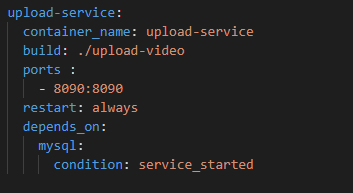 upload-service:
  container_name: upload-service
  build: ./upload-video
  ports :
    - 8090:8090
  restart: always
  depends_on:
    mysql:
      condition: service_started